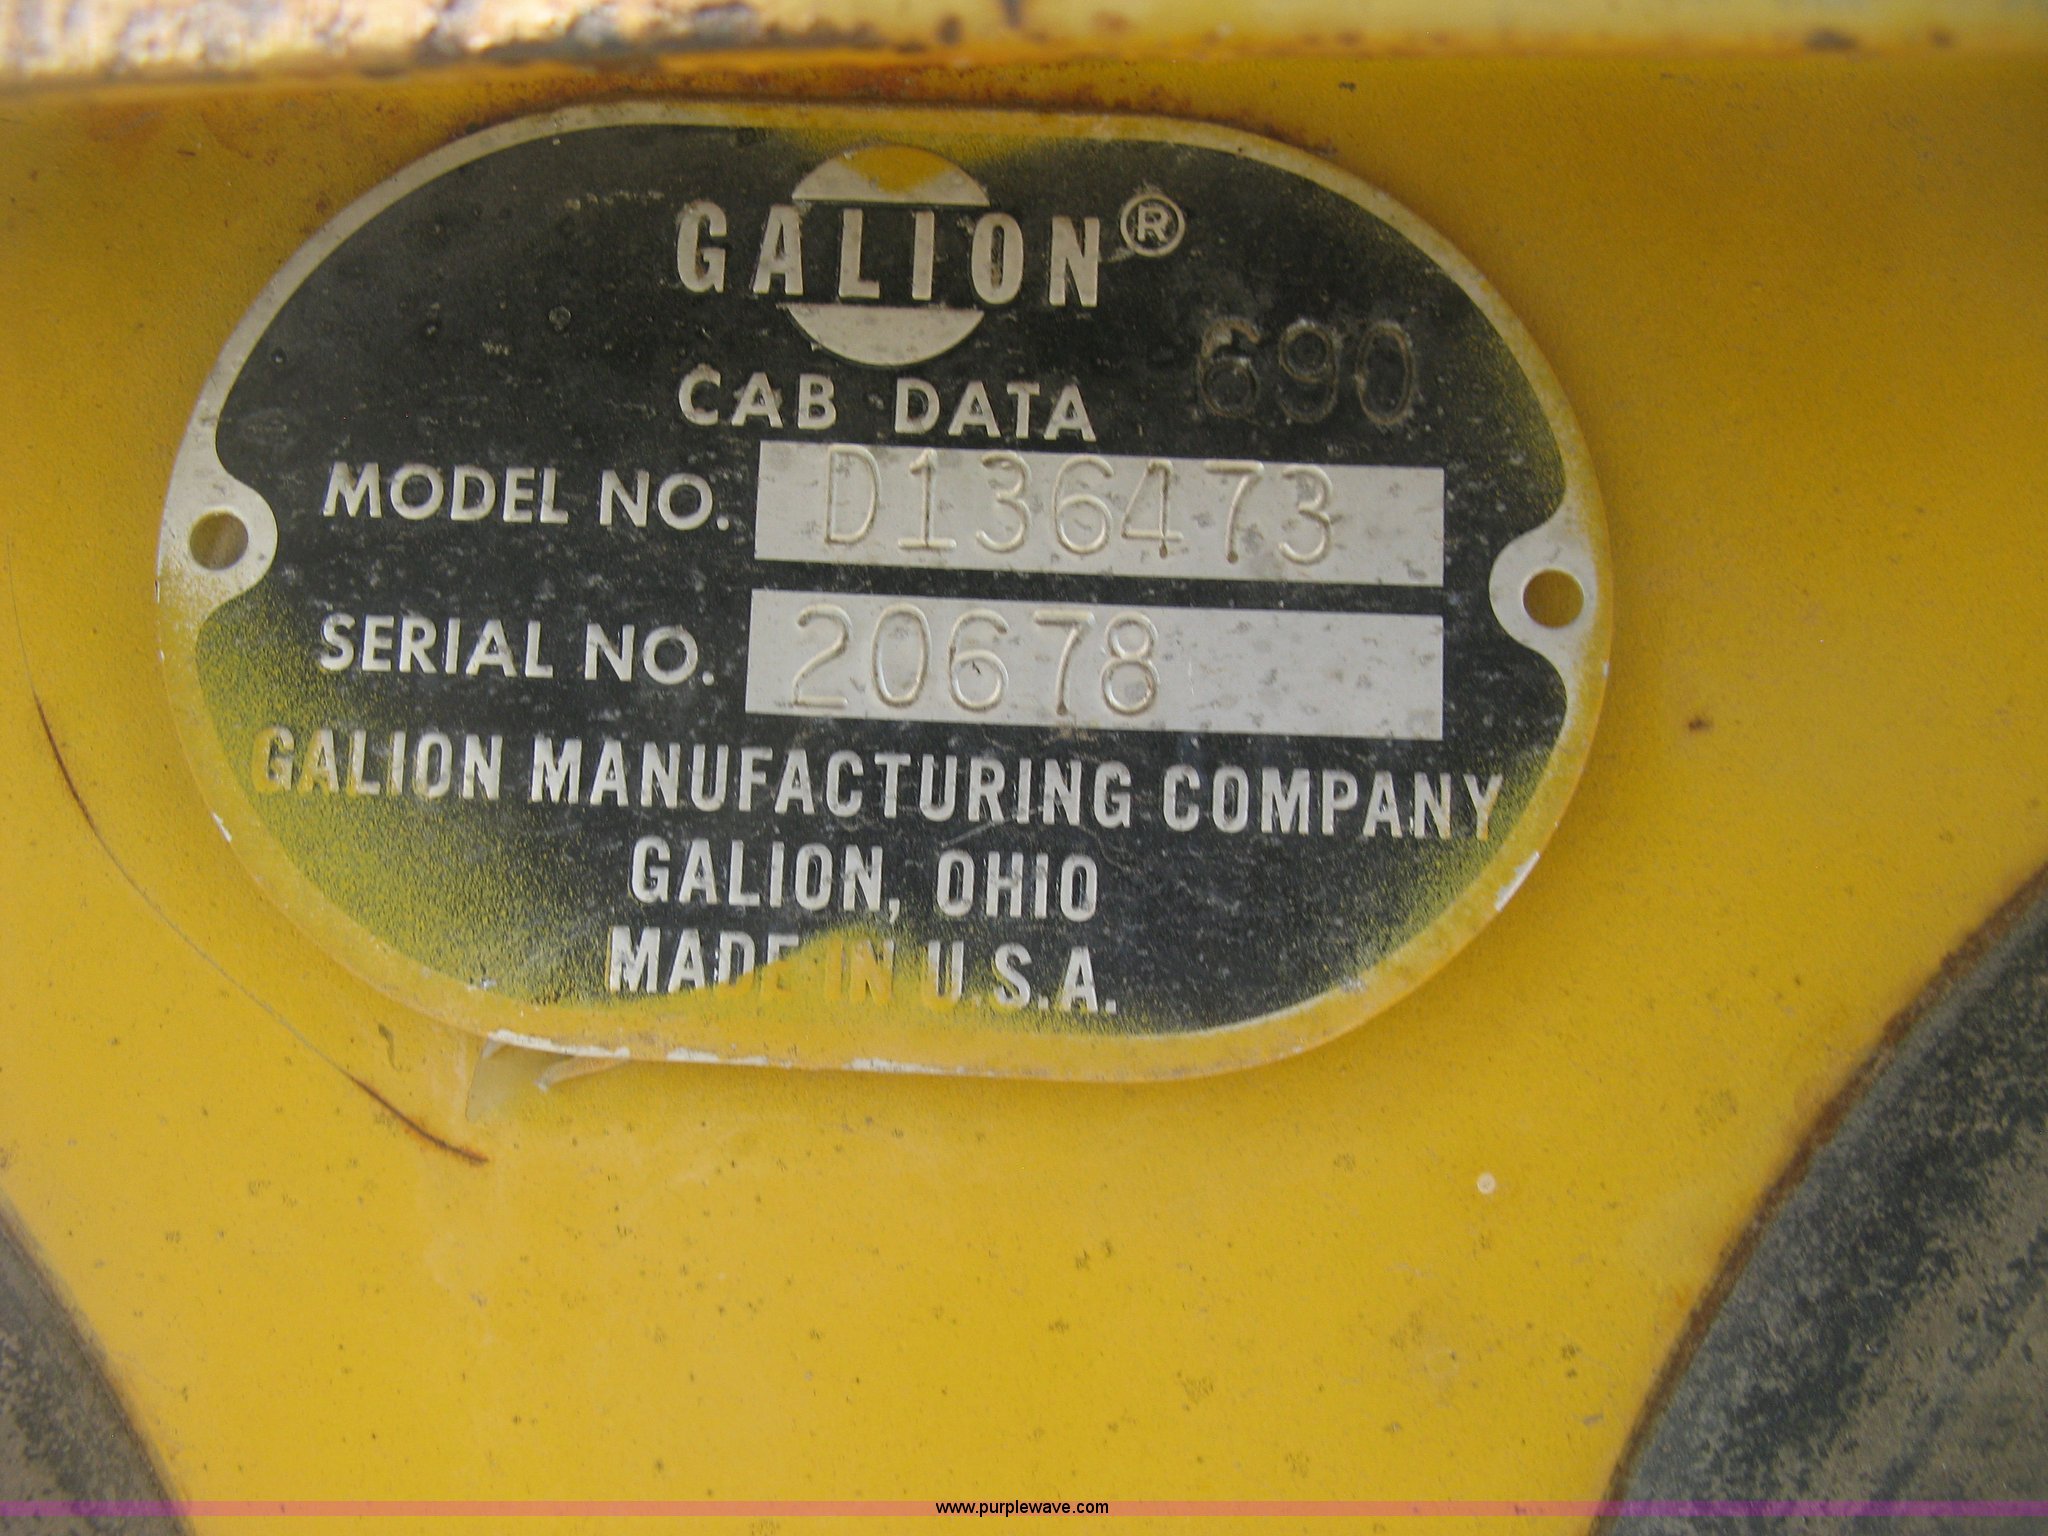 GALION®
690
CAB DATA
MODEL NO. D136473
SERIAL NO. 20678
GALION MANUFACTURING COMPANY
GALION, OHIO
MADE IN U.S.A.
www.purplewave.com